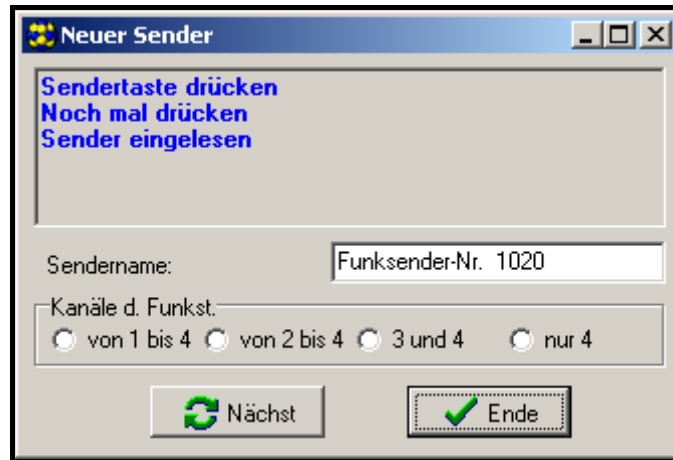 Neuer Sender
Sendertaste drücken
Noch mal drücken
Sender eingelesen
Sendername:
Funksender-Nr. 1020
Kanäle d. Funkst.
von 1 bis 4
von 2 bis 4
3 und 4
nur 4
Nächst
Ende